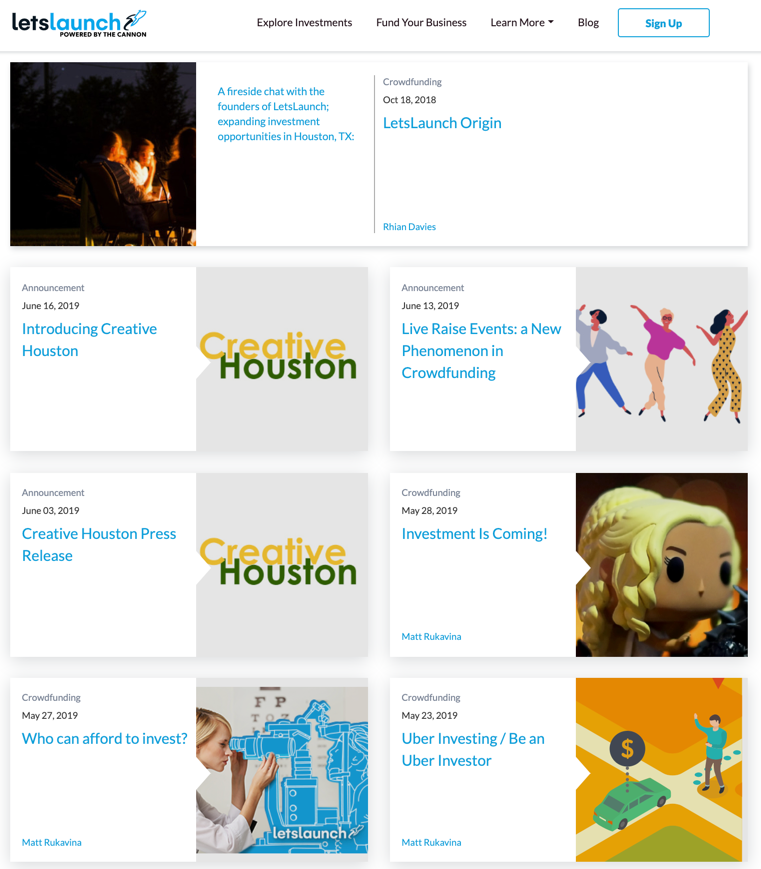 letslaunch
POWERED BY THE CANNON
Explore Investments
Fund Your Business
Learn More
Blog
Sign Up
A fireside chat with the
founders of LetsLaunch;
expanding investment
opportunities in Houston, TX:
Crowdfunding
Oct 18, 2018
LetsLaunch Origin
Rhian Davies
Announcement
June 16, 2019
Introducing Creative
Houston
Creative
Houston
Announcement
June 13, 2019
Live Raise Events: a New
Phenomenon in
Crowdfunding
Announcement
June 03, 2019
Creative Houston Press
Release
Creative
Houston
Crowdfunding
May 28, 2019
Investment Is Coming!
Matt Rukavina
Crowdfunding
May 27, 2019
Who can afford to invest?
Matt Rukavina
F P
T O Z
letslaunch
Crowdfunding
May 23, 2019
Uber Investing / Be an
Uber Investor
Matt Rukavina
$